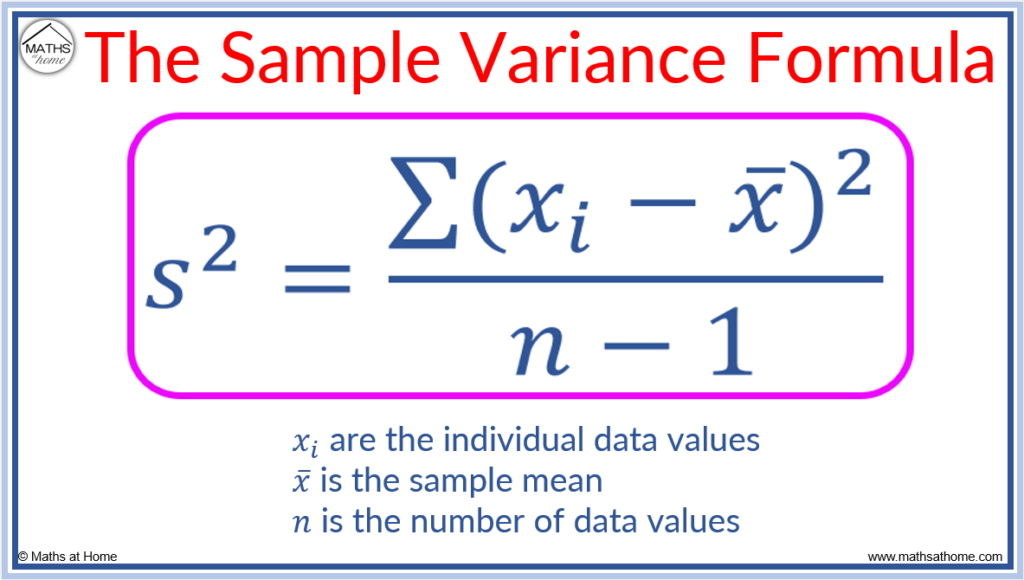 MATHS
at
home
The Sample Variance Formula
s² = ∑(xᵢ − x̄)² / n − 1
xᵢ are the individual data values
x̄ is the sample mean
n is the number of data values
© Maths at Home
www.mathsathome.com